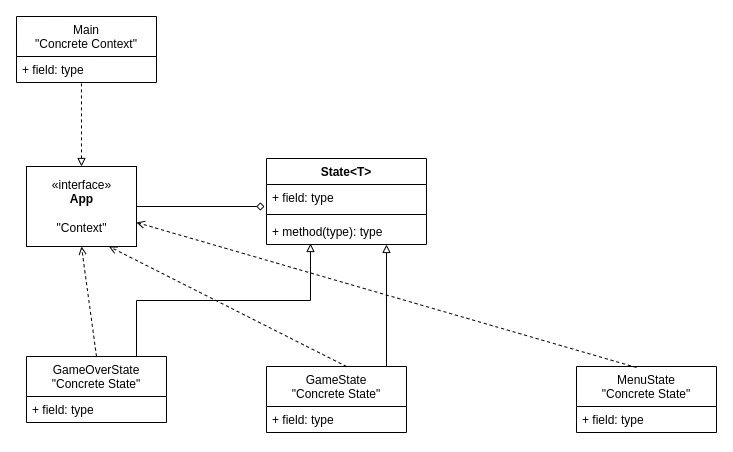 Main
"Concrete Context"
+ field: type
«interface»
App
"Context"
State<T>
+ field: type
+ method(type): type
GameOverState
"Concrete State"
+ field: type
GameState
"Concrete State"
+ field: type
MenuState
"Concrete State"
+ field: type